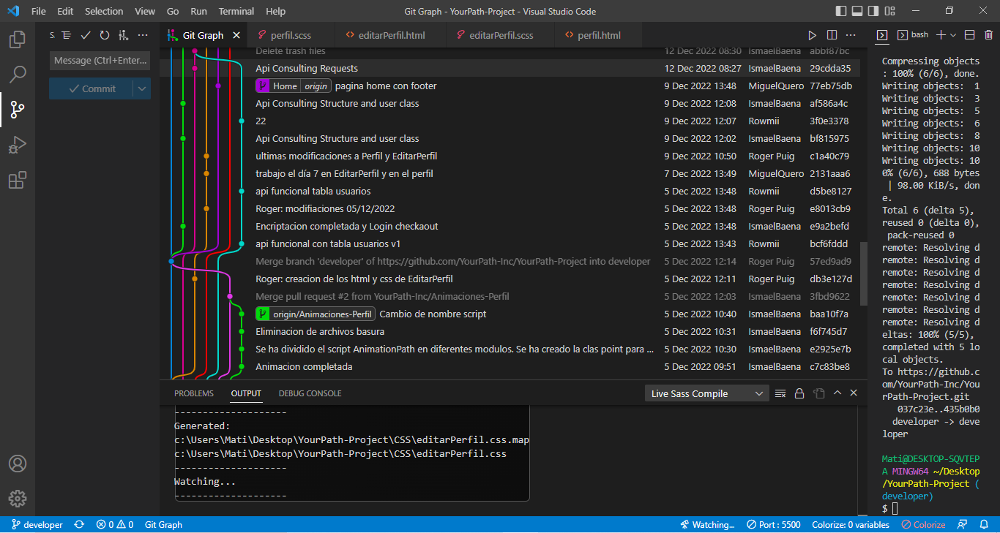 File Edit Selection View Go Run Terminal Help
Git Graph - YourPath-Project - Visual Studio Code
S.
Message (Ctrl+Enter...
Commit
Git Graph
perfil.scss
editarPerfil.html
editarPerfil.scss
perfil.html
bash
Delete trash files 12 Dec 2022 08:30 IsmaelBaena abbf87bc
Api Consulting Requests 12 Dec 2022 08:27 IsmaelBaena 29cdda35
Home origin pagina home con footer 9 Dec 2022 13:48 MiguelQuero 77eb75db
Api Consulting Structure and user class 9 Dec 2022 12:08 IsmaelBaena af586a4c
22 9 Dec 2022 12:07 Rowmii 3f0e3378
Api Consulting Structure and user class 9 Dec 2022 12:02 IsmaelBaena bf815975
ultimas modificaciones a Perfil y EditarPerfil 9 Dec 2022 10:50 Roger Puig c1a40c79
trabajo el día 7 en EditarPerfil y en el perfil 7 Dec 2022 13:49 MiguelQuero 2131aaa6
api funcional tabla usuarios 5 Dec 2022 13:48 Rowmii d5be8127
Roger: modifiaciones 05/12/2022 5 Dec 2022 13:48 Roger Puig e8013cb9
Encriptacion completada y Login checkaout 5 Dec 2022 13:48 IsmaelBaena e9a2befd
api funcional con tabla usuarios v1 5 Dec 2022 13:43 Rowmii bcf6fddd
Merge branch 'developer' of https://github.com/YourPath-Inc/YourPath-Project into developer 5 Dec 2022 12:14 Roger Puig 57ed9ad9
Roger: creacion de los html y css de EditarPerfil 5 Dec 2022 12:11 Roger Puig db3e127d
Merge pull request #2 from YourPath-Inc/Animaciones-Perfil 5 Dec 2022 12:03 IsmaelBaena 3fbd9622
origin/Animaciones-Perfil Cambio de nombre script 5 Dec 2022 10:40 IsmaelBaena baa10f7a
Eliminacion de archivos basura 5 Dec 2022 10:31 IsmaelBaena f6f745d7
Se ha dividido el script AnimationPath en diferentes modulos. Se ha creado la clas point para ... 5 Dec 2022 10:30 IsmaelBaena e2925e7b
Animacion completada 5 Dec 2022 09:51 IsmaelBaena c7c83be8
PROBLEMS OUTPUT DEBUG CONSOLE
Live Sass Compile
--------------------
Generated:
c:\Users\Mati\Desktop\YourPath-Project\CSS\editarPerfil.css.map
c:\Users\Mati\Desktop\YourPath-Project\CSS\editarPerfil.css
--------------------
Watching...
--------------------
Compressing objects
: 100% (6/6), done.
Writing objects:  1
Writing objects:  3
Writing objects:  5
Writing objects:  6
Writing objects:  8
Writing objects: 10
Writing objects: 10
0% (6/6), 688 bytes
| 98.00 KiB/s, don
e.
Total 6 (delta 5),
reused 0 (delta 0),
pack-reused 0
remote: Resolving d
remote: Resolving d
remote: Resolving d
remote: Resolving d
remote: Resolving d
remote: Resolving d
remote: Resolving d
eltas: 100% (5/5),
completed with 5 lo
cal objects.
To https://github.c
om/YourPath-Inc/You
rPath-Project.git
037c23e..435b0b0
developer -> deve
loper
Mati@DESKTOP-SQVTEP
A MINGW64 ~/Desktop
/YourPath-Project (
developer)
$
developer 0 0 Git Graph
Watching... Port : 5500 Colorize: 0 variables Colorize